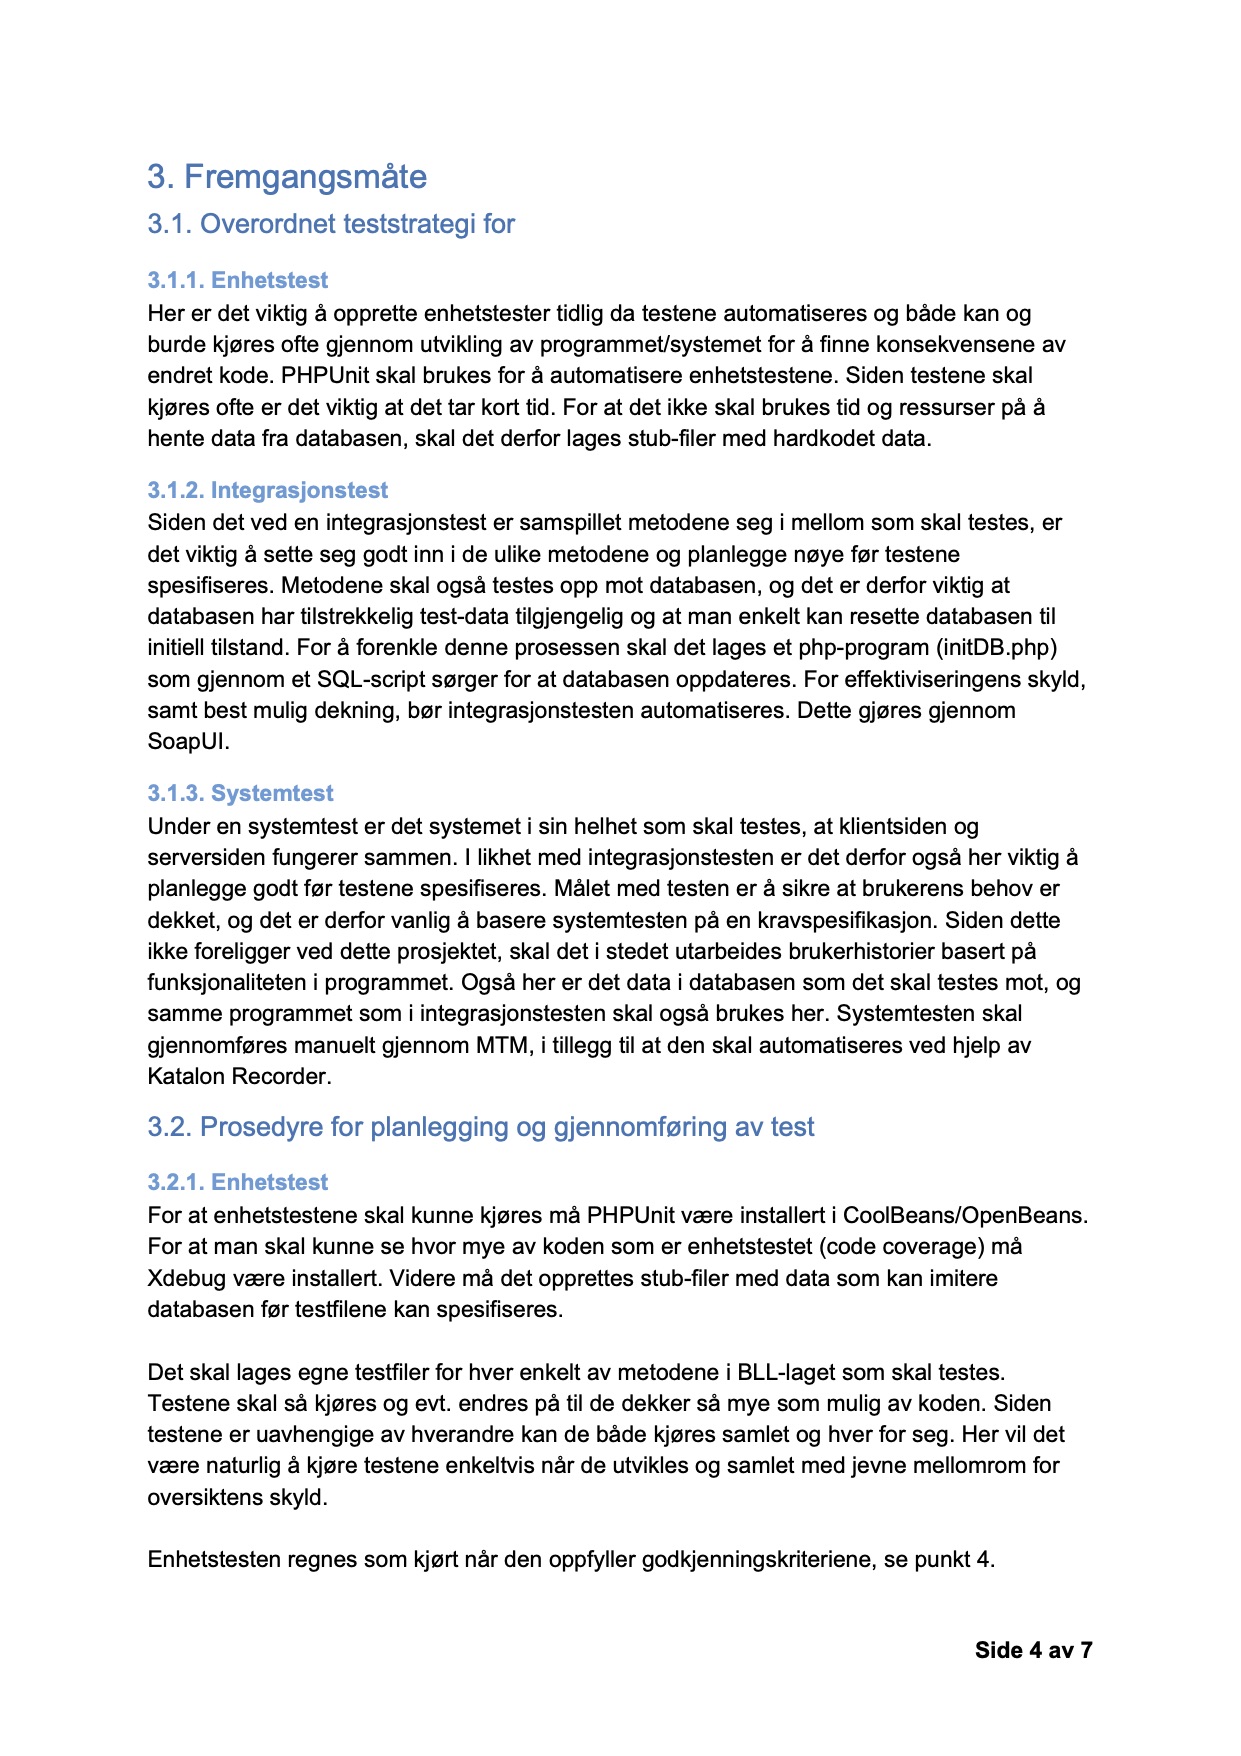 3. Fremgangsmåte
3.1. Overordnet teststrategi for
3.1.1. Enhetstest
Her er det viktig å opprette enhetstester tidlig da testene automatiseres og både kan og
burde kjøres ofte gjennom utvikling av programmet/systemet for å finne konsekvensene av
endret kode. PHPUnit skal brukes for å automatisere enhetstestene. Siden testene skal
kjøres ofte er det viktig at det tar kort tid. For at det ikke skal brukes tid og ressurser på å
hente data fra databasen, skal det derfor lages stub-filer med hardkodet data.
3.1.2. Integrasjonstest
Siden det ved en integrasjonstest er samspillet metodene seg i mellom som skal testes, er
det viktig å sette seg godt inn i de ulike metodene og planlegge nøye før testene
spesifiseres. Metodene skal også testes opp mot databasen, og det er derfor viktig at
databasen har tilstrekkelig test-data tilgjengelig og at man enkelt kan resette databasen til
initiell tilstand. For å forenkle denne prosessen skal det lages et php-program (initDB.php)
som gjennom et SQL-script sørger for at databasen oppdateres. For effektiviseringens skyld,
samt best mulig dekning, bør integrasjonstesten automatiseres. Dette gjøres gjennom
SoapUI.
3.1.3. Systemtest
Under en systemtest er det systemet i sin helhet som skal testes, at klientsiden og
serversiden fungerer sammen. I likhet med integrasjonstesten er det derfor også her viktig å
planlegge godt før testene spesifiseres. Målet med testen er å sikre at brukerens behov er
dekket, og det er derfor vanlig å basere systemtesten på en kravspesifikasjon. Siden dette
ikke foreligger ved dette prosjektet, skal det i stedet utarbeides brukerhistorier basert på
funksjonaliteten i programmet. Også her er det data i databasen som det skal testes mot, og
samme programmet som i integrasjonstesten skal også brukes her. Systemtesten skal
gjennomføres manuelt gjennom MTM, i tillegg til at den skal automatiseres ved hjelp av
Katalon Recorder.
3.2. Prosedyre for planlegging og gjennomføring av test
3.2.1. Enhetstest
For at enhetstestene skal kunne kjøres må PHPUnit være installert i CoolBeans/OpenBeans.
For at man skal kunne se hvor mye av koden som er enhetstestet (code coverage) må
Xdebug være installert. Videre må det opprettes stub-filer med data som kan imitere
databasen før testfilene kan spesifiseres.
Det skal lages egne testfiler for hver enkelt av metodene i BLL-laget som skal testes.
Testene skal så kjøres og evt. endres på til de dekker så mye som mulig av koden. Siden
testene er uavhengige av hverandre kan de både kjøres samlet og hver for seg. Her vil det
være naturlig å kjøre testene enkeltvis når de utvikles og samlet med jevne mellomrom for
oversiktens skyld.
Enhetstesten regnes som kjørt når den oppfyller godkjenningskriteriene, se punkt 4.
Side 4 av 7